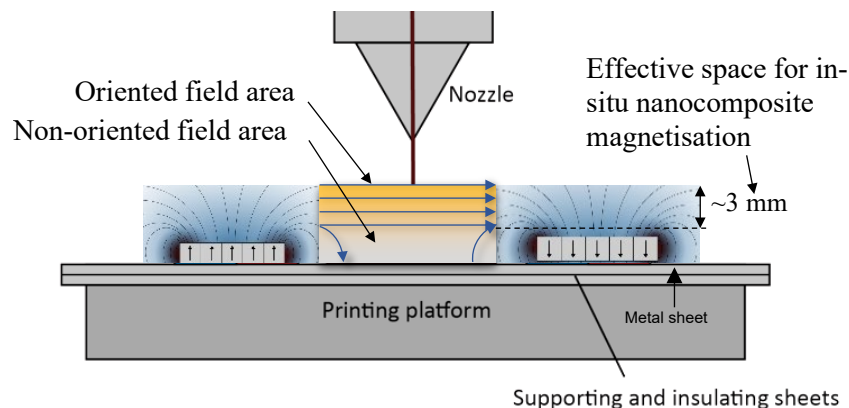 Oriented field area
Non-oriented field area
Nozzle
Effective space for in-
situ nanocomposite
magnetisation
~3 mm
Printing platform
Metal sheet
Supporting and insulating sheets